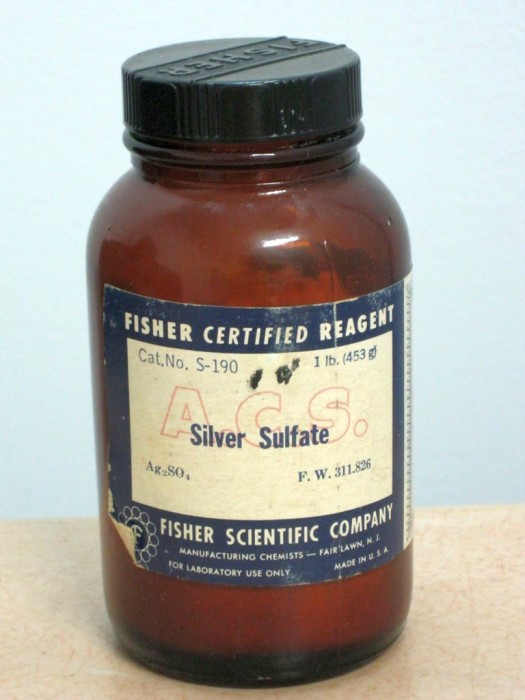 FISHER
FISHER CERTIFIED REAGENT
Cat.No. S-190 1 lb. (453 g)
A.C.S.
Silver Sulfate
Ag₂SO₄ F. W. 311.826
F
FISHER SCIENTIFIC COMPANY
MANUFACTURING CHEMISTS — FAIR LAWN, N. J.
FOR LABORATORY USE ONLY MADE IN U. S. A.